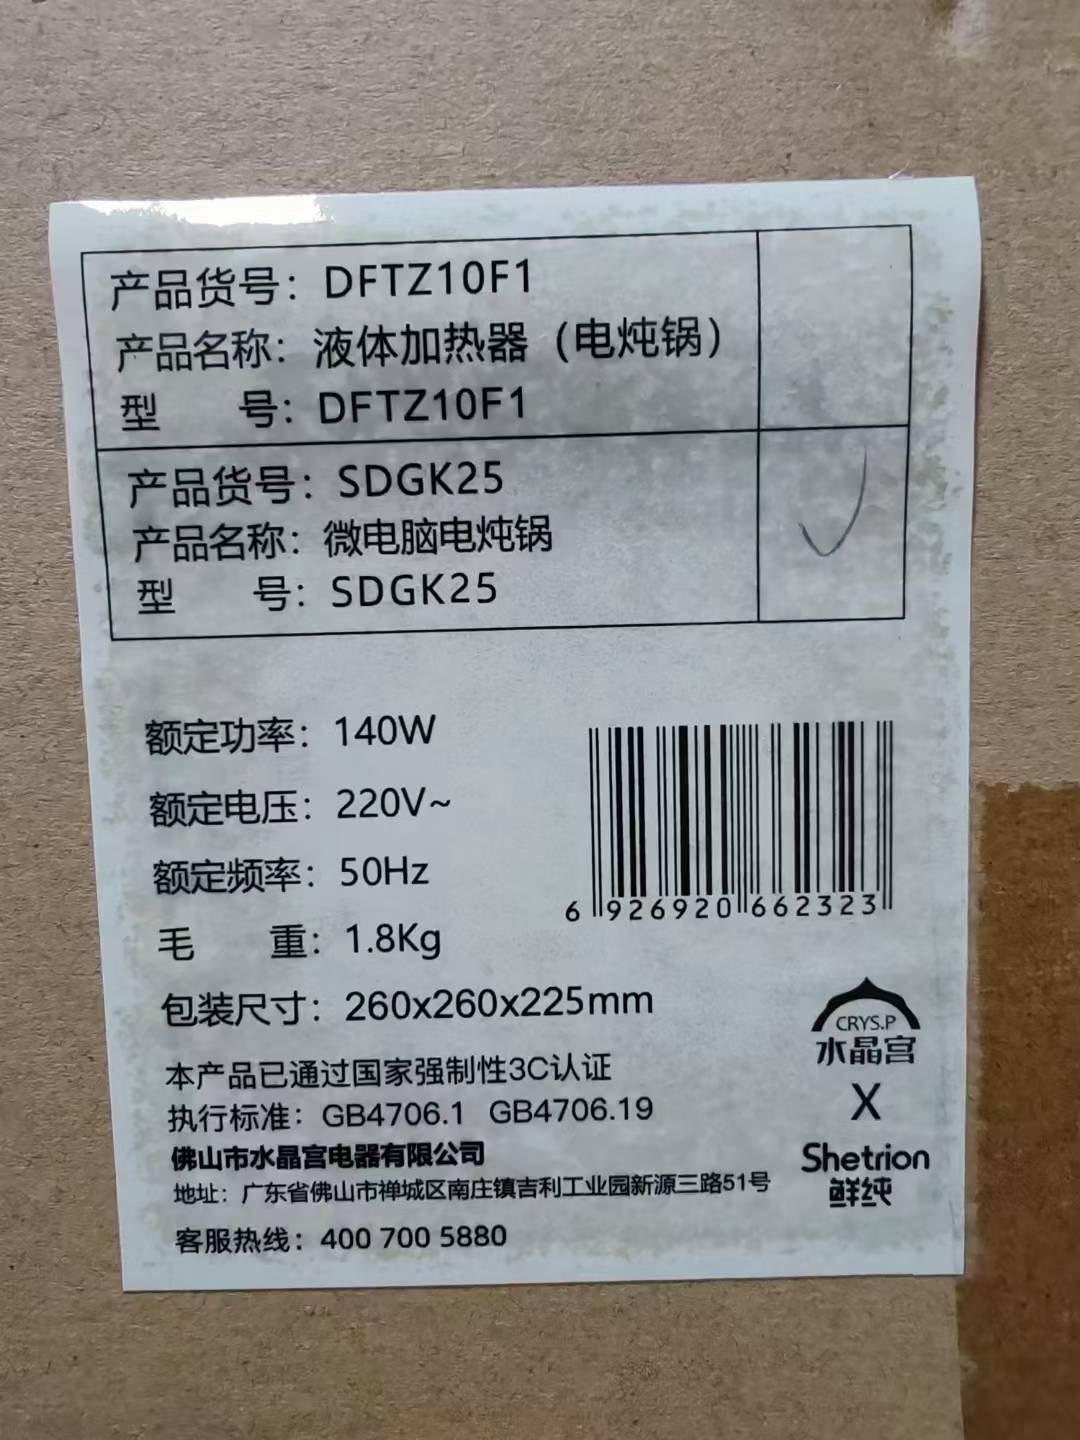 产品货号：DFTZ10F1
产品名称：液体加热器（电炖锅）
型 号：DFTZ10F1
产品货号：SDGK25
产品名称：微电脑电炖锅
型 号：SDGK25
额定功率：140W
额定电压：220V~
额定频率：50Hz
毛 重：1.8Kg
包装尺寸：260x260x225mm
6 926920 662323
本产品已通过国家强制性3C认证
执行标准：GB4706.1 GB4706.19
佛山市水晶宫电器有限公司
地址：广东省佛山市禅城区南庄镇吉利工业园新源三路51号
客服热线：400 700 5880
CRYS.P
水晶宫
X
Shetrion
鲜炖